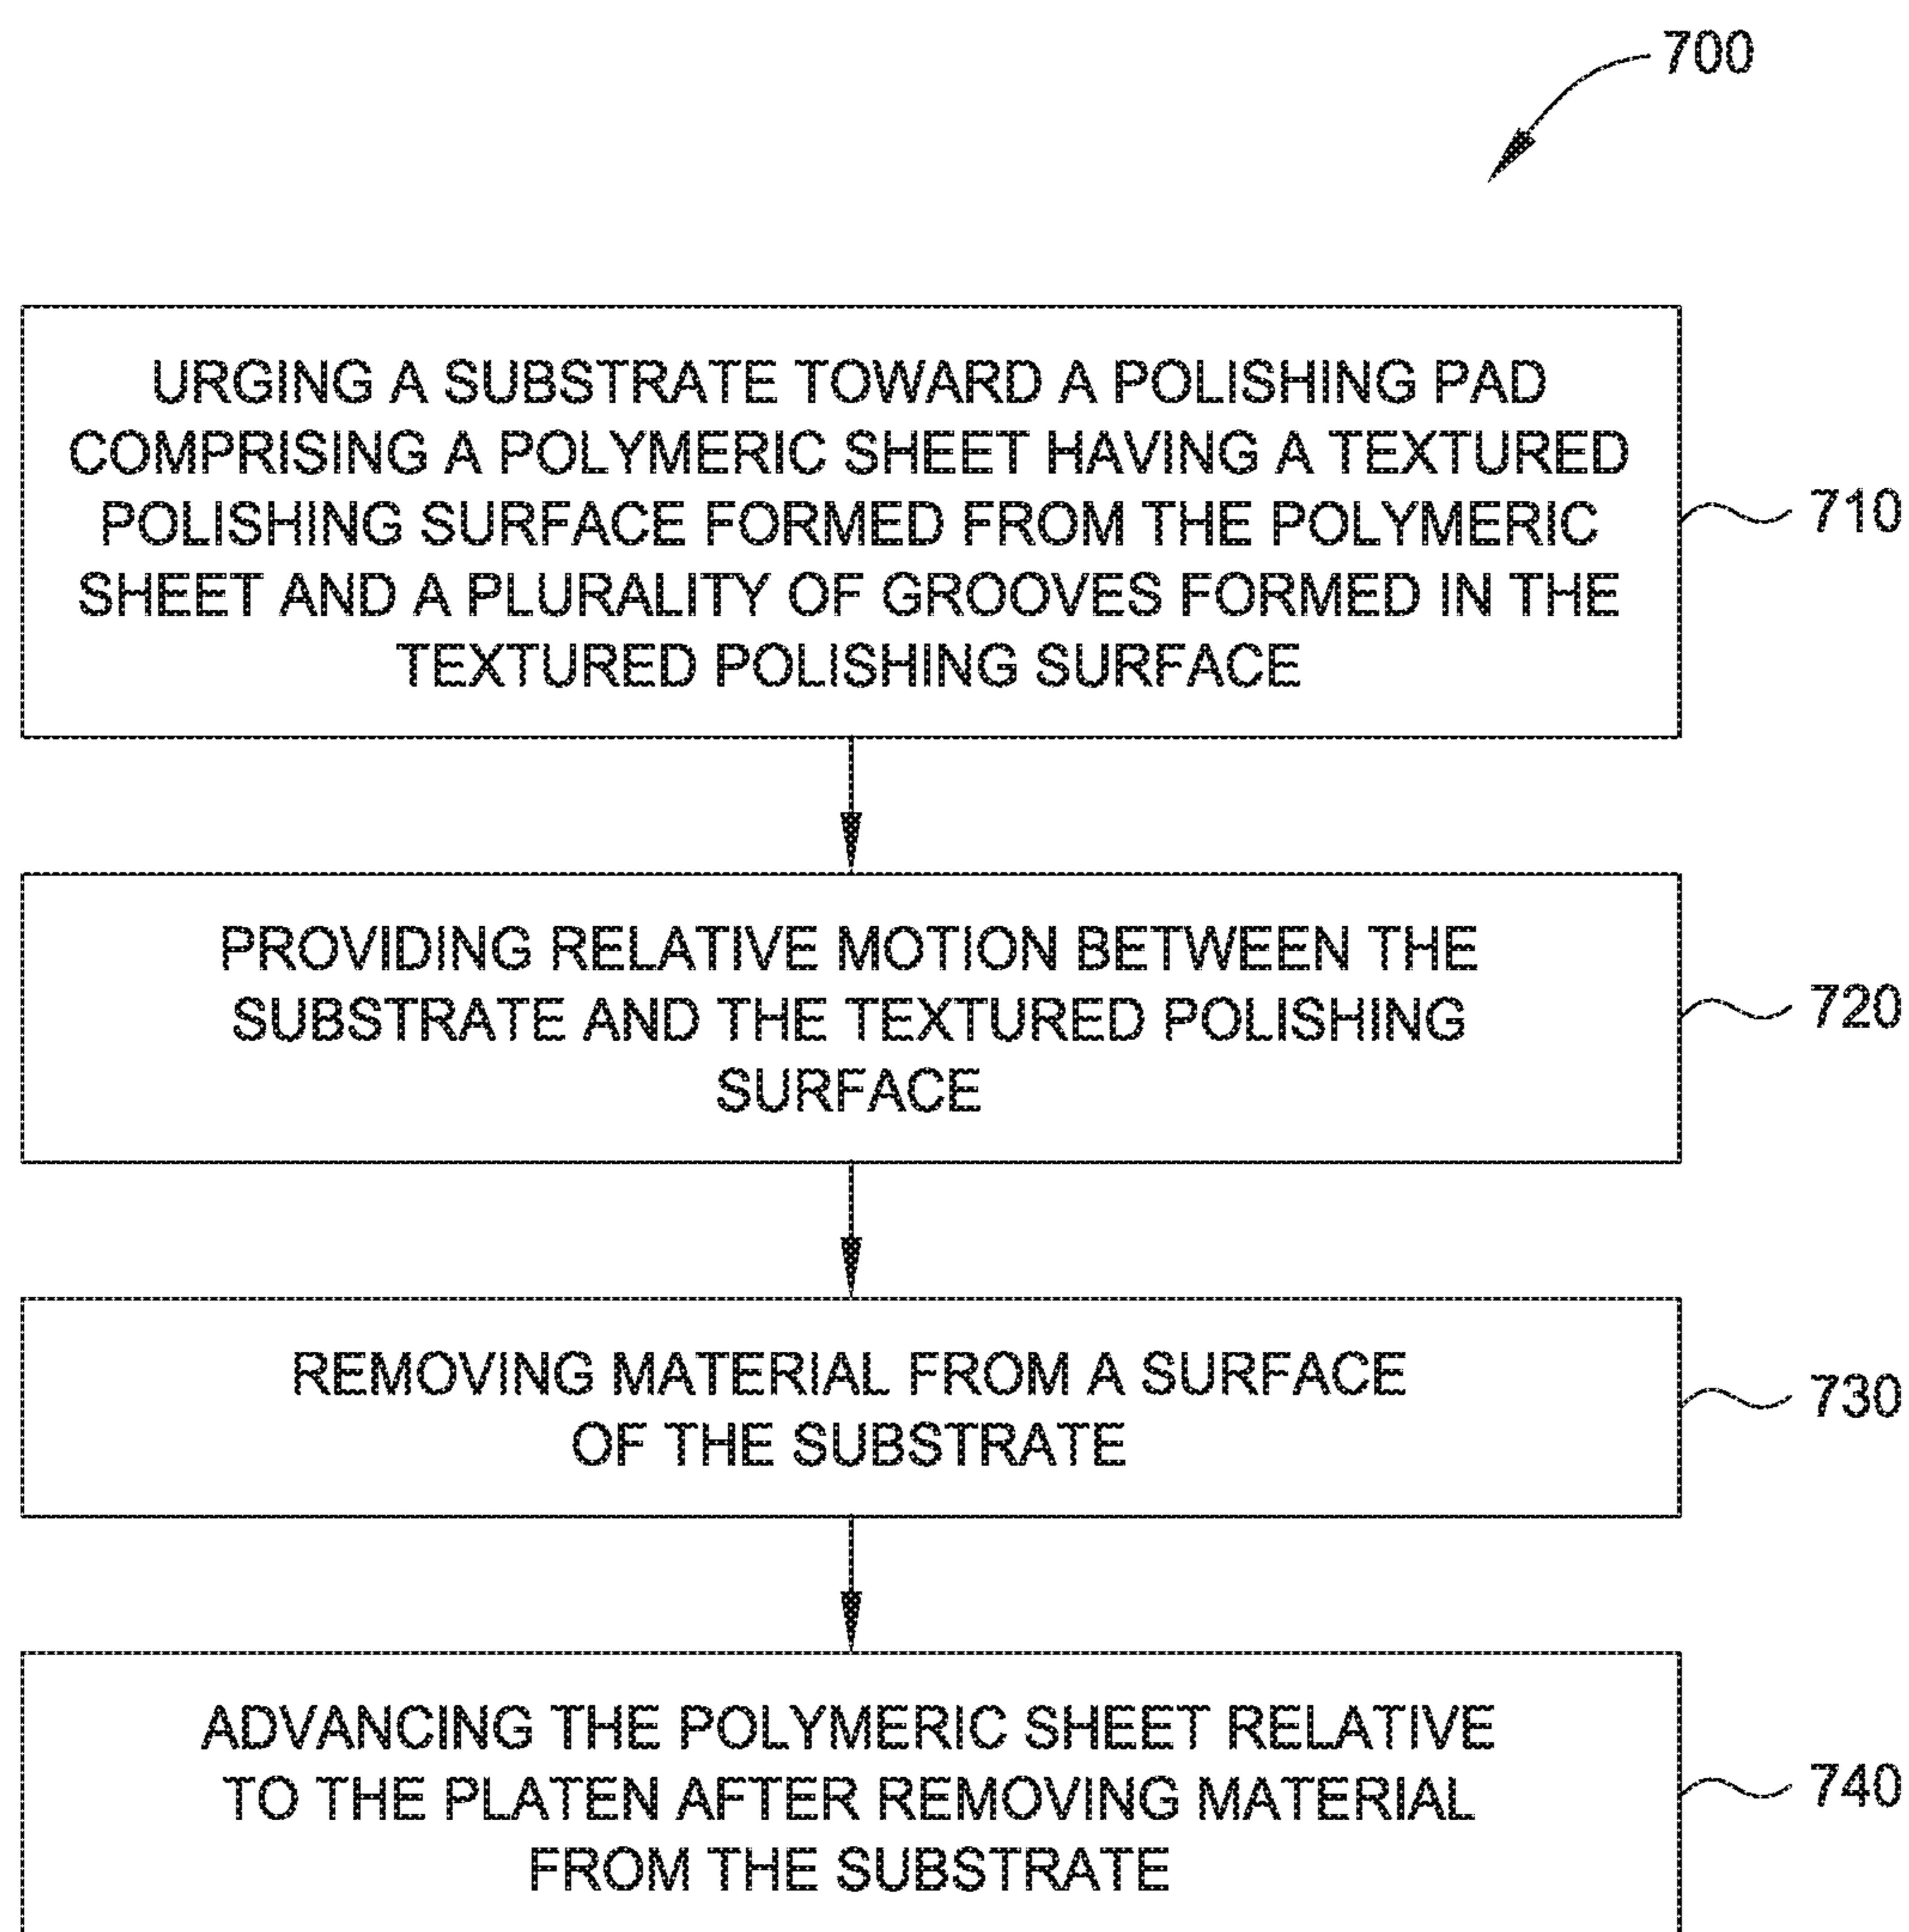 700
URGING A SUBSTRATE TOWARD A POLISHING PAD
COMPRISING A POLYMERIC SHEET HAVING A TEXTURED
POLISHING SURFACE FORMED FROM THE POLYMERIC
SHEET AND A PLURALITY OF GROOVES FORMED IN THE
TEXTURED POLISHING SURFACE
710
PROVIDING RELATIVE MOTION BETWEEN THE
SUBSTRATE AND THE TEXTURED POLISHING
SURFACE
720
REMOVING MATERIAL FROM A SURFACE
OF THE SUBSTRATE
730
ADVANCING THE POLYMERIC SHEET RELATIVE
TO THE PLATEN AFTER REMOVING MATERIAL
FROM THE SUBSTRATE
740